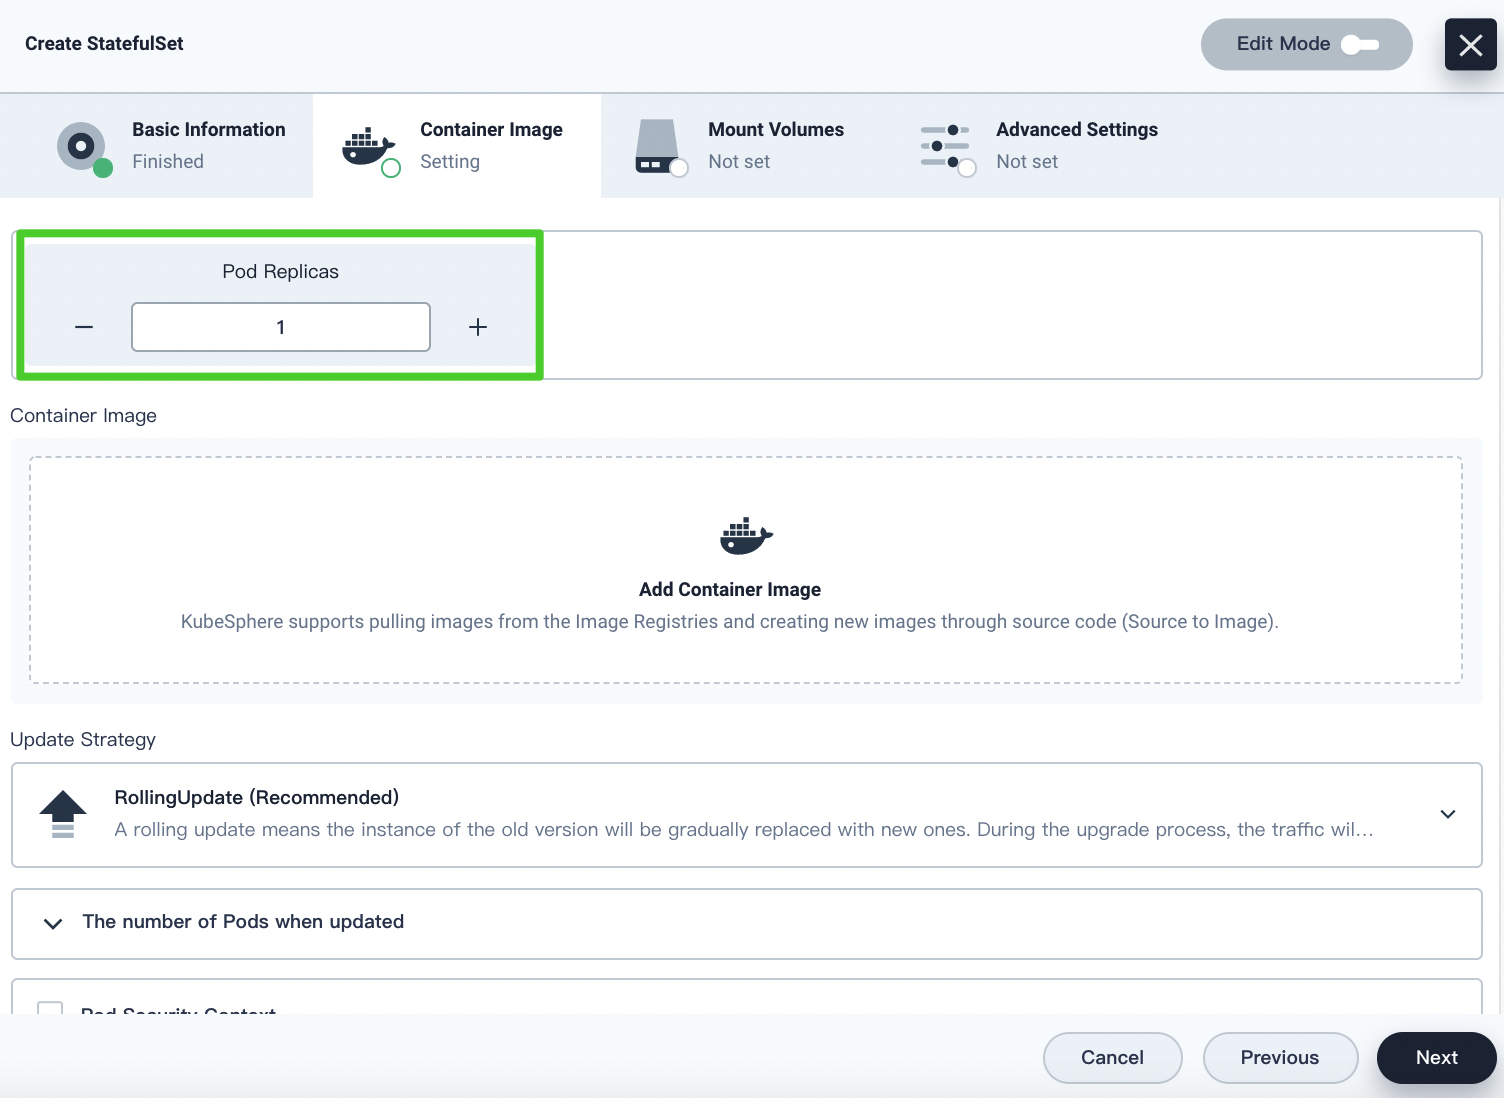 Create StatefulSet
Edit Mode
Basic Information
Finished
Container Image
Setting
Mount Volumes
Not set
Advanced Settings
Not set
Pod Replicas
1
Container Image
Add Container Image
KubeSphere supports pulling images from the Image Registries and creating new images through source code (Source to Image).
Update Strategy
RollingUpdate (Recommended)
A rolling update means the instance of the old version will be gradually replaced with new ones. During the upgrade process, the traffic wil...
The number of Pods when updated
Pod Security Context
Cancel
Previous
Next